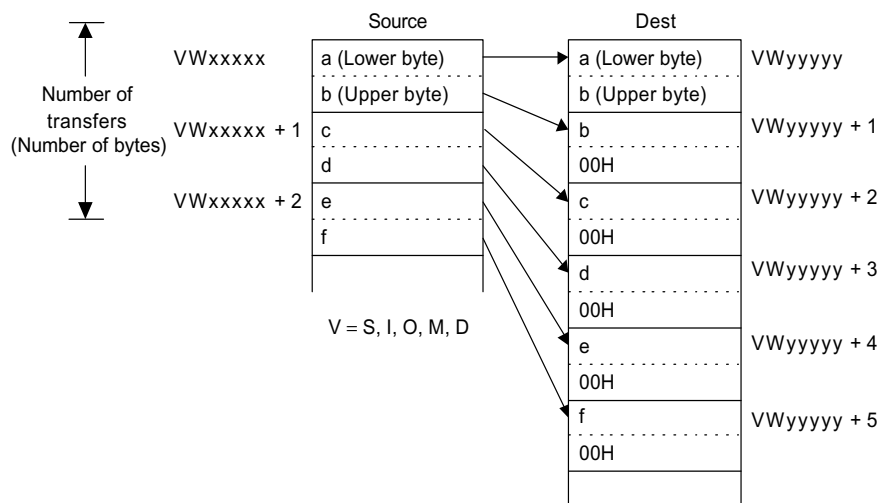 Source
Dest
VWxxxxx
a (Lower byte)
a (Lower byte)
VWyyyyy
b (Upper byte)
b (Upper byte)
Number of
transfers
(Number of bytes)
VWxxxxx + 1
c
b
VWyyyyy + 1
d
00H
VWxxxxx + 2
e
c
VWyyyyy + 2
f
00H
d
VWyyyyy + 3
00H
V = S, I, O, M, D
e
VWyyyyy + 4
00H
f
VWyyyyy + 5
00H